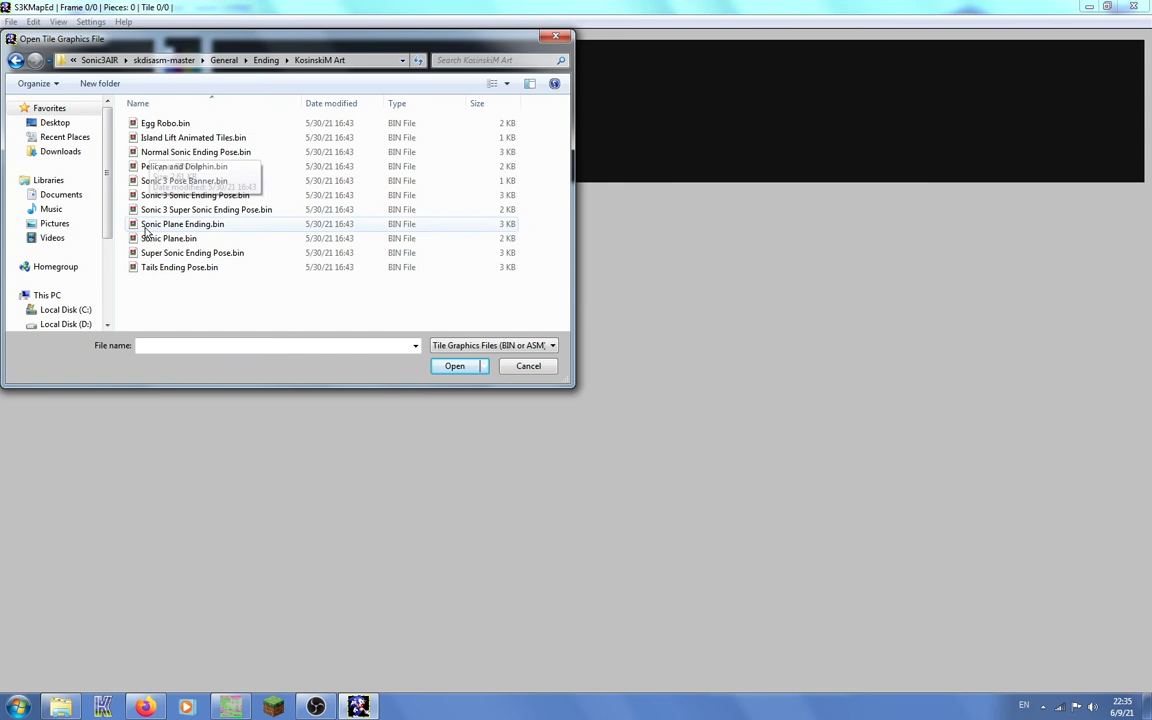 S3KMapEd | Frame 0/0 | Pieces: 0 | Tile 0/0 |
File Edit View Settings Help
Open Tile Graphics File
« Sonic3AIR ▸ skdisasm-master ▸ General ▸ Ending ▸ KosinskiM Art Search KosinskiM Art
Organize New folder
Favorites
Desktop
Recent Places
Downloads
Libraries
Documents
Music
Pictures
Videos
Homegroup
This PC
Local Disk (C:)
Local Disk (D:)
Name Date modified Type Size
Egg Robo.bin 5/30/21 16:43 BIN File 2 KB
Island Lift Animated Tiles.bin 5/30/21 16:43 BIN File 1 KB
Normal Sonic Ending Pose.bin 5/30/21 16:43 BIN File 3 KB
Pelican and Dolphin.bin 5/30/21 16:43 BIN File 2 KB
Sonic 3 Pose Banner.bin 5/30/21 16:43 BIN File 1 KB
Date modified: 5/30/21 16:43
Sonic 3 Sonic Ending Pose.bin 5/30/21 16:43 BIN File 3 KB
Sonic 3 Super Sonic Ending Pose.bin 5/30/21 16:43 BIN File 2 KB
Sonic Plane Ending.bin 5/30/21 16:43 BIN File 3 KB
Sonic Plane.bin 5/30/21 16:43 BIN File 2 KB
Super Sonic Ending Pose.bin 5/30/21 16:43 BIN File 3 KB
Tails Ending Pose.bin 5/30/21 16:43 BIN File 3 KB
File name: Tile Graphics Files (BIN or ASM)
Open Cancel
EN 22:35
6/9/21